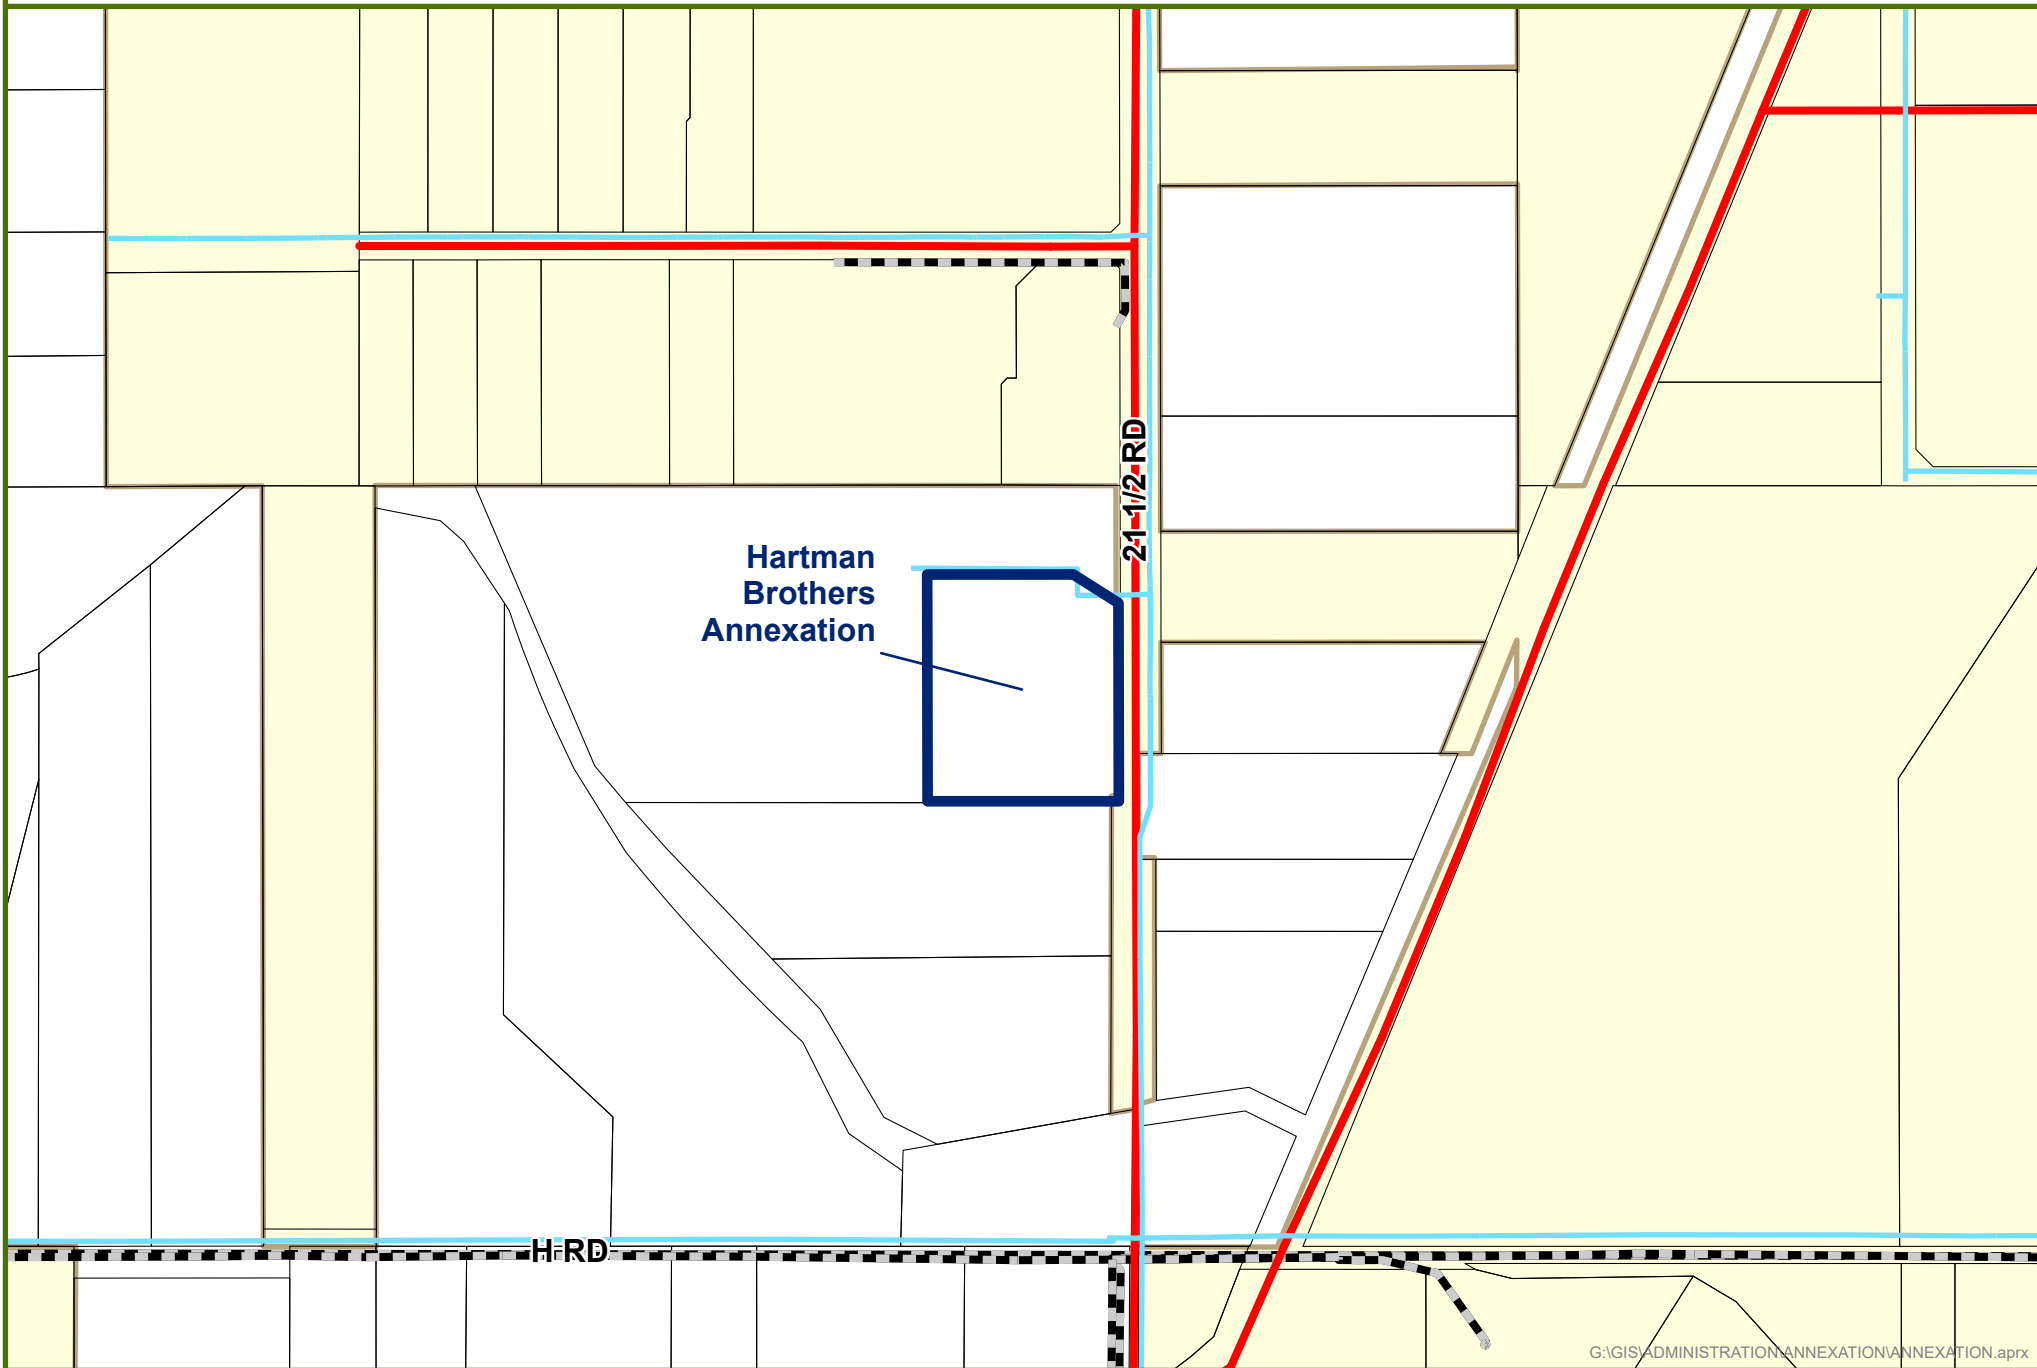 21 1/2 RD
Hartman
Brothers
Annexation
H RD
G:\GIS\ADMINISTRATION\ANNEXATION\ANNEXATION.aprx